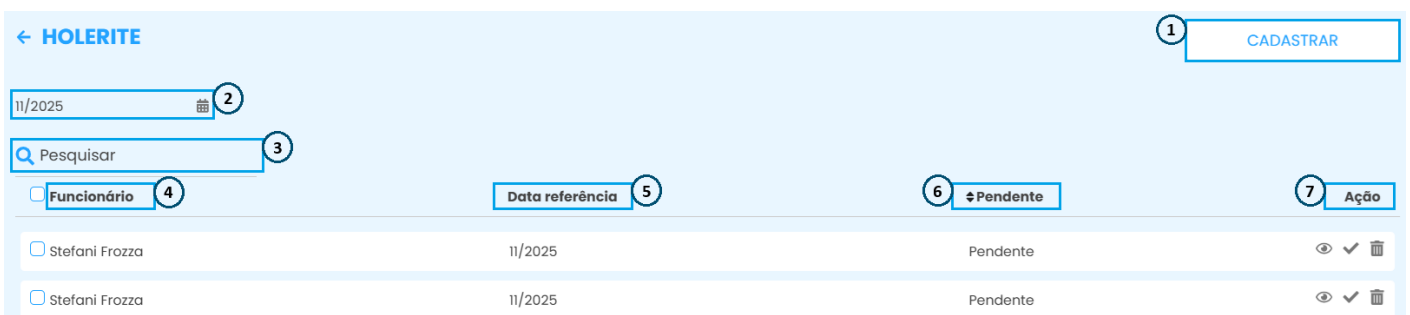 ← HOLERITE
1 CADASTRAR
11/2025 2
Pesquisar 3
Funcionário 4 Data referência 5 6 Pendente 7 Ação
Stefani Frozza 11/2025 Pendente
Stefani Frozza 11/2025 Pendente